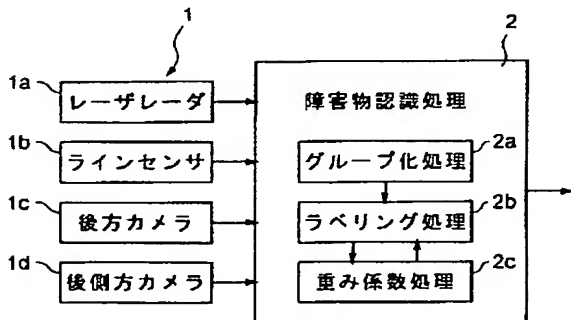 1
2
1a
レーザレーダ
障害物認識処理
1b
ラインセンサ
2a
グループ化処理
1c
後方カメラ
2b
ラベリング処理
1d
後側方カメラ
2c
重み係数処理